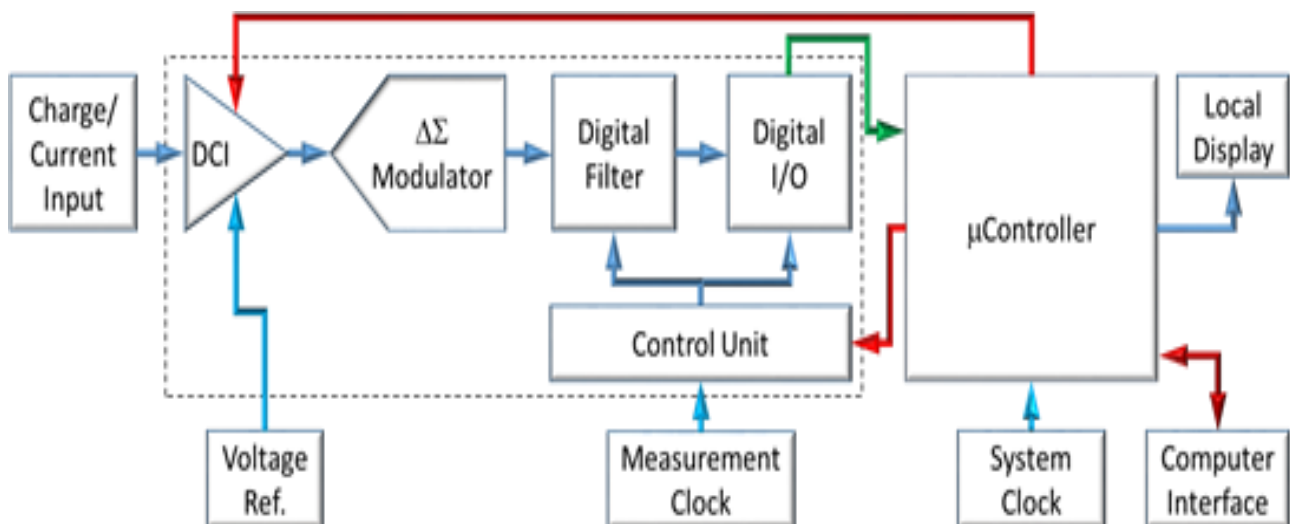 Charge/
Current
Input
DCI
ΔΣ
Modulator
Digital
Filter
Digital
I/O
μController
Local
Display
Control Unit
Voltage
Ref.
Measurement
Clock
System
Clock
Computer
Interface